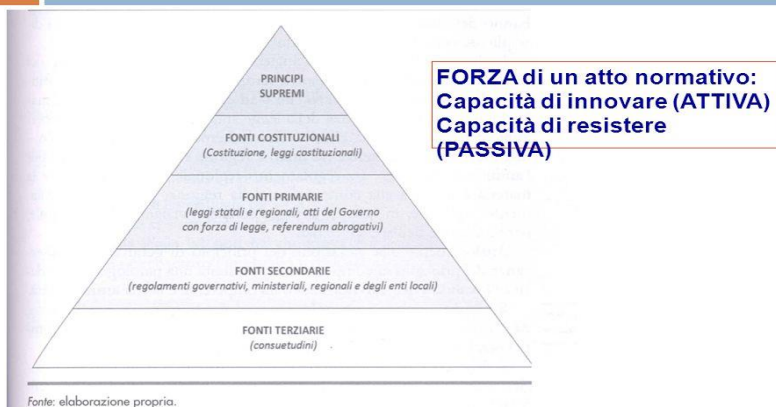 PRINCIPI
SUPREMI
FONTI COSTITUZIONALI
(Costituzione, leggi costituzionali)
FONTI PRIMARIE
(leggi statali e regionali, atti del Governo
con forza di legge, referendum abrogativi)
FONTI SECONDARIE
(regolamenti governativi, ministeriali, regionali e degli enti locali)
FONTI TERZIARIE
(consuetudini)
Fonte: elaborazione propria.
FORZA di un atto normativo:
Capacità di innovare (ATTIVA)
Capacità di resistere
(PASSIVA)